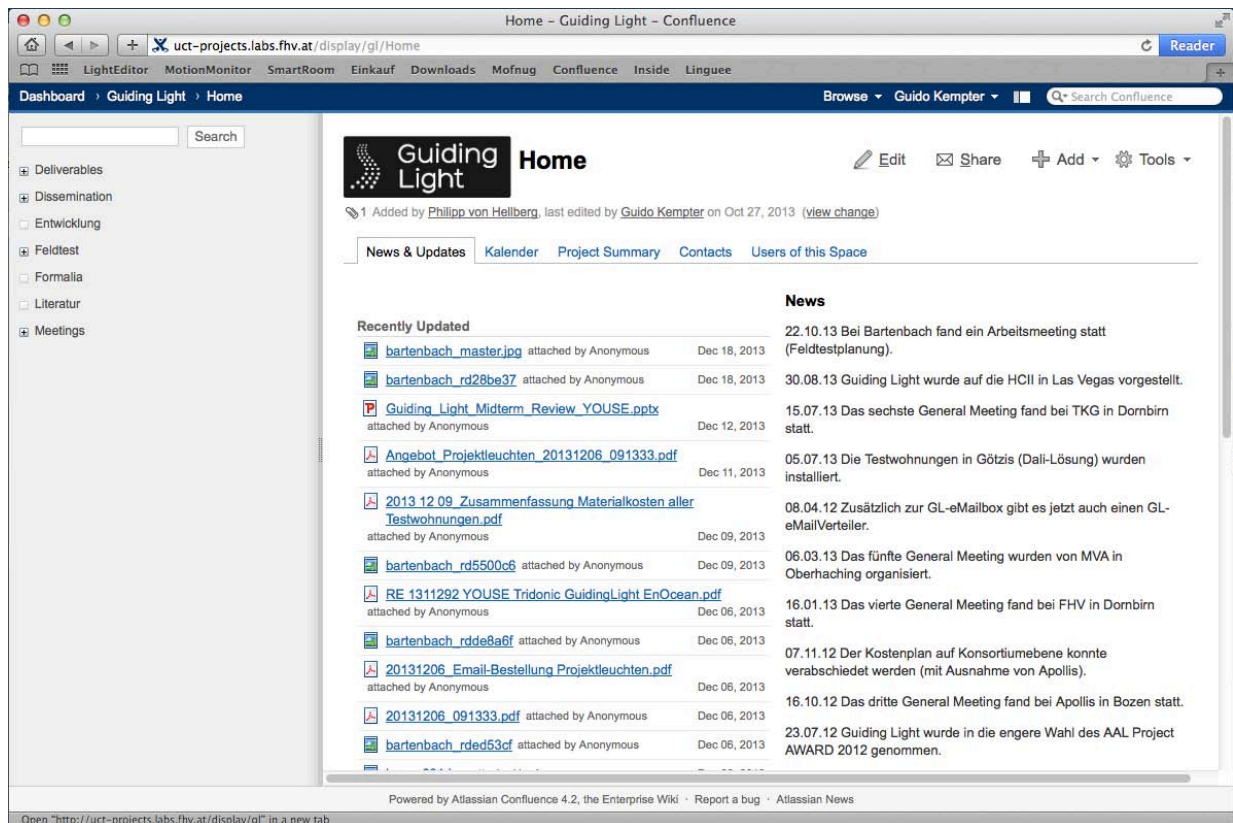 Home – Guiding Light – Confluence
uct-projects.labs.fhv.at/display/gl/Home
Reader
LightEditor MotionMonitor SmartRoom Einkauf Downloads Mofnug Confluence Inside Linguee
Dashboard › Guiding Light › Home
Browse Guido Kempter Search Confluence
Search
Deliverables
Dissemination
Entwicklung
Feldtest
Formalia
Literatur
Meetings
Guiding
Light
Home
Edit Share Add Tools
1 Added by Philipp von Hellberg, last edited by Guido Kempter on Oct 27, 2013 (view change)
News & Updates Kalender Project Summary Contacts Users of this Space
Recently Updated
bartenbach_master.jpg attached by Anonymous Dec 18, 2013
bartenbach_rd28be37 attached by Anonymous Dec 18, 2013
Guiding_Light_Midterm_Review_YOUSE.pptx
attached by Anonymous Dec 12, 2013
Angebot_Projektleuchten_20131206_091333.pdf
attached by Anonymous Dec 11, 2013
2013 12 09_Zusammenfassung Materialkosten aller
Testwohnungen.pdf
attached by Anonymous Dec 09, 2013
bartenbach_rd5500c6 attached by Anonymous Dec 09, 2013
RE 1311292 YOUSE Tridonic GuidingLight EnOcean.pdf
attached by Anonymous Dec 06, 2013
bartenbach_rdde8a6f attached by Anonymous Dec 06, 2013
20131206_Email-Bestellung Projektleuchten.pdf
attached by Anonymous Dec 06, 2013
20131206_091333.pdf attached by Anonymous Dec 06, 2013
bartenbach_rded53cf attached by Anonymous Dec 06, 2013
News
22.10.13 Bei Bartenbach fand ein Arbeitsmeeting statt
(Feldtestplanung).
30.08.13 Guiding Light wurde auf die HCII in Las Vegas vorgestellt.
15.07.13 Das sechste General Meeting fand bei TKG in Dornbirn
statt.
05.07.13 Die Testwohnungen in Götzis (Dali-Lösung) wurden
installiert.
08.04.12 Zusätzlich zur GL-eMailbox gibt es jetzt auch einen GL-
eMailVerteiler.
06.03.13 Das fünfte General Meeting wurden von MVA in
Oberhaching organisiert.
16.01.13 Das vierte General Meeting fand bei FHV in Dornbirn
statt.
07.11.12 Der Kostenplan auf Konsortiumebene konnte
verabschiedet werden (mit Ausnahme von Apollis).
16.10.12 Das dritte General Meeting fand bei Apollis in Bozen statt.
23.07.12 Guiding Light wurde in die engere Wahl des AAL Project
AWARD 2012 genommen.
Powered by Atlassian Confluence 4.2, the Enterprise Wiki · Report a bug · Atlassian News
Open "http://uct-projects.labs.fhv.at/display/gl" in a new tab